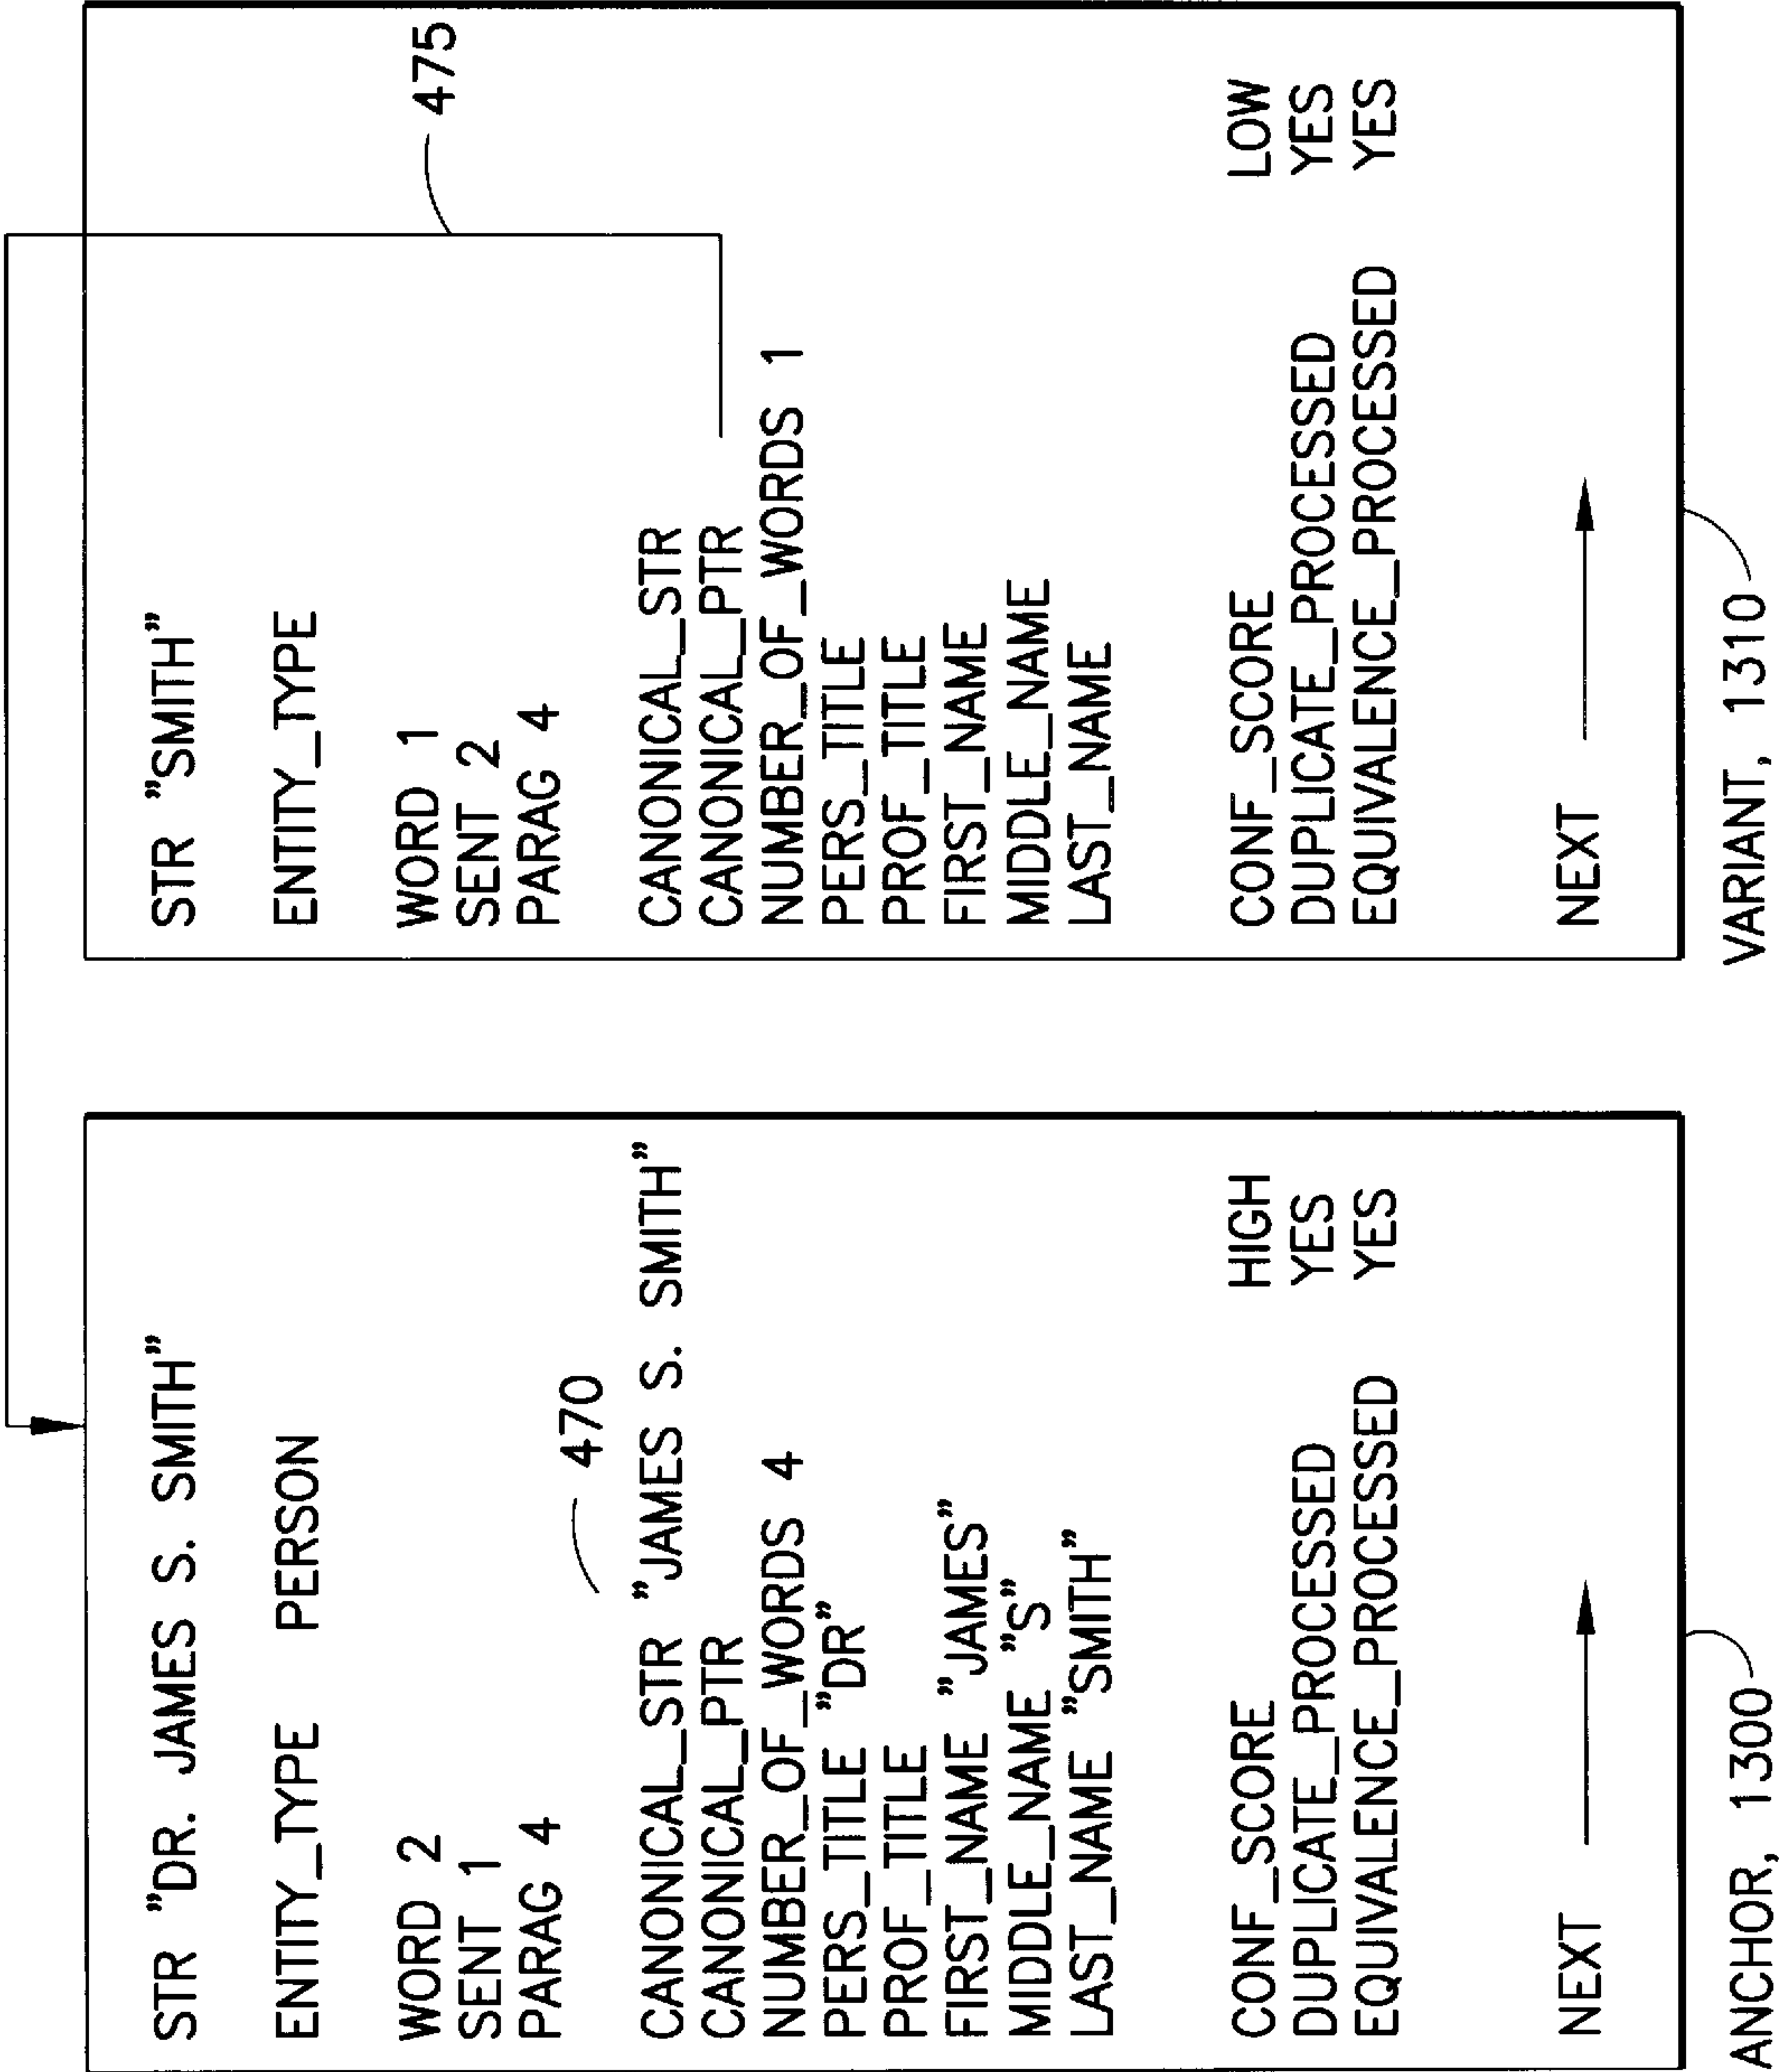 STR "DR. JAMES S. SMITH"
ENTITY_TYPE PERSON
WORD 2
SENT 1
PARAG 4
470
CANONICAL_STR "JAMES S. SMITH"
CANONICAL_PTR
NUMBER_OF_WORDS 4
PERS_TITLE "DR"
PROF_TITLE
FIRST_NAME "JAMES"
MIDDLE_NAME "S"
LAST_NAME "SMITH"
CONF_SCORE HIGH
DUPLICATE_PROCESSED YES
EQUIVALENCE_PROCESSED YES
NEXT
ANCHOR, 1300
STR "SMITH"
ENTITY_TYPE
475
WORD 1
SENT 2
PARAG 4
CANONICAL_STR
CANONICAL_PTR
NUMBER_OF_WORDS 1
PERS_TITLE
PROF_TITLE
FIRST_NAME
MIDDLE_NAME
LAST_NAME
CONF_SCORE LOW
DUPLICATE_PROCESSED YES
EQUIVALENCE_PROCESSED YES
NEXT
VARIANT, 1310